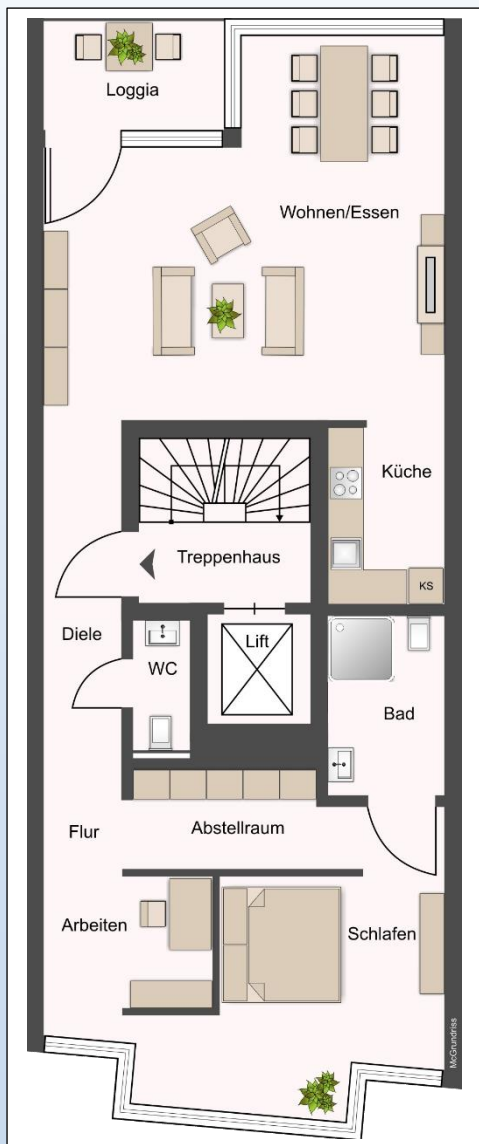 Loggia
Wohnen/Essen
Küche
KS
Treppenhaus
Diele
WC
Lift
Bad
Flur
Abstellraum
Arbeiten
Schlafen
McGrundriss